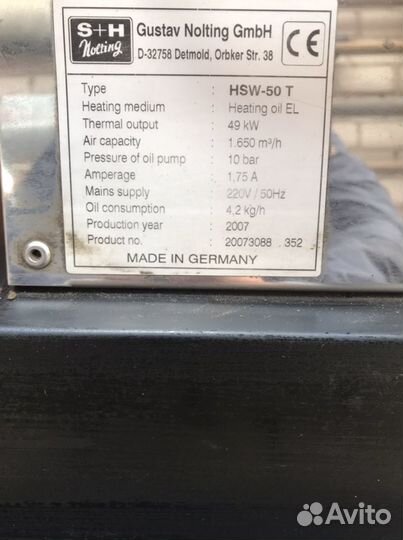 S+H Nolting
Gustav Nolting GmbH
D-32758 Detmold, Orbker Str. 38
CE
Type : HSW-50 T
Heating medium : Heating oil EL
Thermal output : 49 kW
Air capacity : 1.650 m³/h
Pressure of oil pump : 10 bar
Amperage : 1,75 A
Mains supply : 220V / 50Hz
Oil consumption : 4,2 kg/h
Production year : 2007
Product no. : 20073088 .352
MADE IN GERMANY
Avito